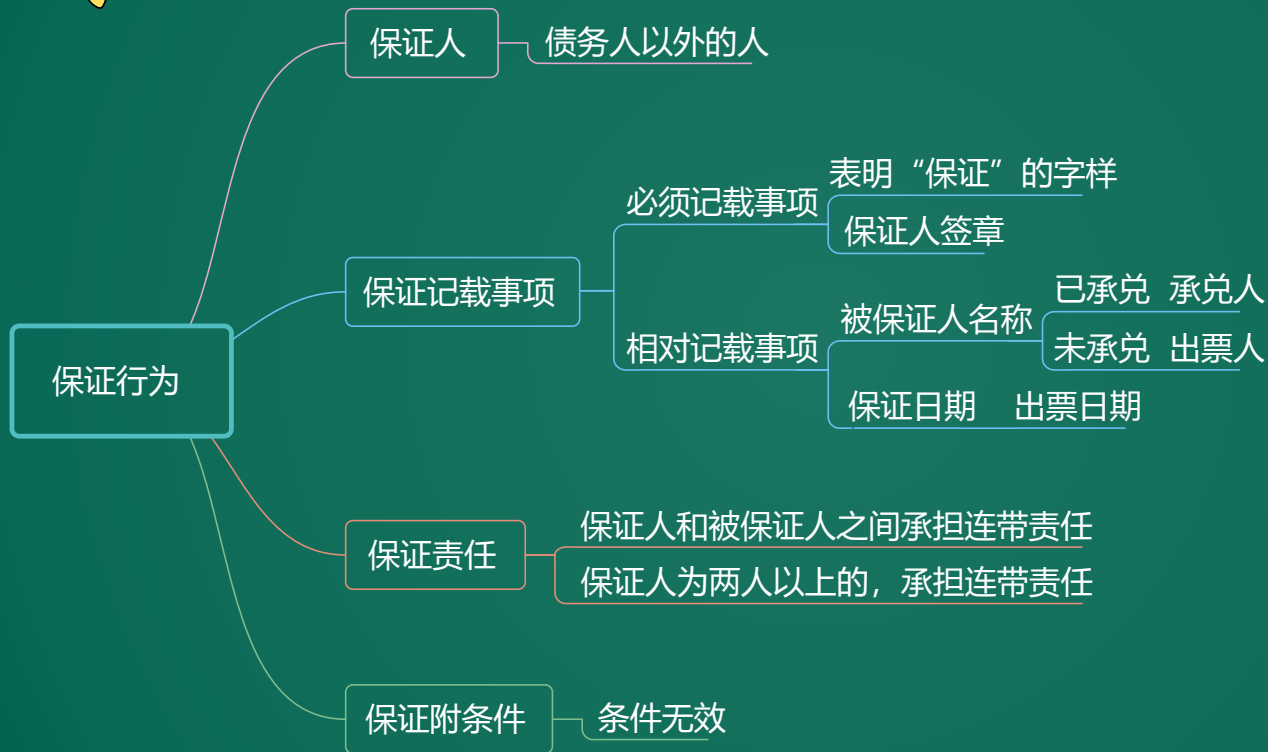 保证人
债务人以外的人
表明“保证”的字样
必须记载事项
保证人签章
保证记载事项
已承兑 承兑人
被保证人名称
相对记载事项
未承兑 出票人
保证行为
保证日期 出票日期
保证人和被保证人之间承担连带责任
保证责任
保证人为两人以上的，承担连带责任
保证附条件
条件无效